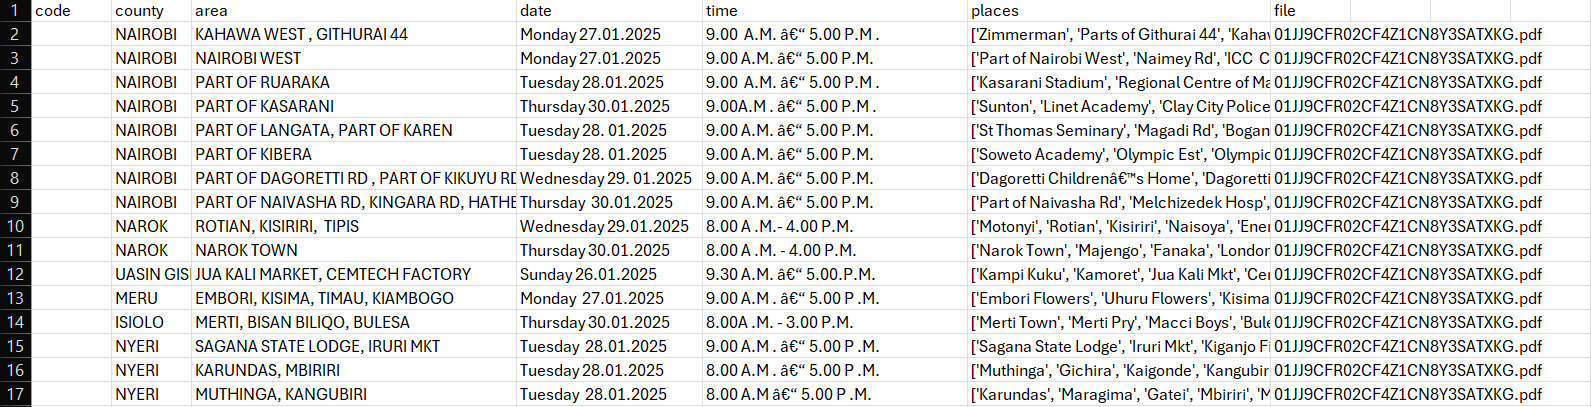 1 code county area date time places file
2 NAIROBI KAHAWA WEST , GITHURAI 44 Monday 27.01.2025 9.00 A.M. â€“ 5.00 P.M . ['Zimmerman', 'Parts of Githurai 44', 'Kahaw 01JJ9CFR02CF4Z1CN8Y3SATXKG.pdf
3 NAIROBI NAIROBI WEST Monday 27.01.2025 9.00 A.M. â€“ 5.00 P.M. ['Part of Nairobi West', 'Naimey Rd', 'ICC C 01JJ9CFR02CF4Z1CN8Y3SATXKG.pdf
4 NAIROBI PART OF RUARAKA Tuesday 28.01.2025 9.00 A.M. â€“ 5.00 P.M . ['Kasarani Stadium', 'Regional Centre of Ma 01JJ9CFR02CF4Z1CN8Y3SATXKG.pdf
5 NAIROBI PART OF KASARANI Thursday 30.01.2025 9.00A.M . â€“ 5.00 P.M . ['Sunton', 'Linet Academy', 'Clay City Police 01JJ9CFR02CF4Z1CN8Y3SATXKG.pdf
6 NAIROBI PART OF LANGATA, PART OF KAREN Tuesday 28. 01.2025 9.00 A.M. â€“ 5.00 P.M. ['St Thomas Seminary', 'Magadi Rd', 'Bogan 01JJ9CFR02CF4Z1CN8Y3SATXKG.pdf
7 NAIROBI PART OF KIBERA Tuesday 28. 01.2025 9.00 A.M. â€“ 5.00 P.M. ['Soweto Academy', 'Olympic Est', 'Olympic 01JJ9CFR02CF4Z1CN8Y3SATXKG.pdf
8 NAIROBI PART OF DAGORETTI RD , PART OF KIKUYU RD Wednesday 29. 01.2025 9.00 A.M. â€“ 5.00 P.M. ['Dagoretti Childrenâ€™s Home', 'Dagoretti 01JJ9CFR02CF4Z1CN8Y3SATXKG.pdf
9 NAIROBI PART OF NAIVASHA RD, KINGARA RD, HATHE Thursday 30.01.2025 9.00 A.M. â€“ 5.00 P.M. ['Part of Naivasha Rd', 'Melchizedek Hosp', 01JJ9CFR02CF4Z1CN8Y3SATXKG.pdf
10 NAROK ROTIAN, KISIRIRI, TIPIS Wednesday 29.01.2025 8.00 A .M.- 4.00 P.M. ['Motonyi', 'Rotian', 'Kisiriri', 'Naisoya', 'Ener 01JJ9CFR02CF4Z1CN8Y3SATXKG.pdf
11 NAROK NAROK TOWN Thursday 30.01.2025 8.00 A .M. - 4.00 P.M. ['Narok Town', 'Majengo', 'Fanaka', 'London 01JJ9CFR02CF4Z1CN8Y3SATXKG.pdf
12 UASIN GIS JUA KALI MARKET, CEMTECH FACTORY Sunday 26.01.2025 9.30 A.M. â€“ 5.00.P.M. ['Kampi Kuku', 'Kamoret', 'Jua Kali Mkt', 'Cen 01JJ9CFR02CF4Z1CN8Y3SATXKG.pdf
13 MERU EMBORI, KISIMA, TIMAU, KIAMBOGO Monday 27.01.2025 9.00 A.M . â€“ 5.00 P .M. ['Embori Flowers', 'Uhuru Flowers', 'Kisima 01JJ9CFR02CF4Z1CN8Y3SATXKG.pdf
14 ISIOLO MERTI, BISAN BILIQO, BULESA Thursday 30.01.2025 8.00A .M. - 3.00 P.M. ['Merti Town', 'Merti Pry', 'Macci Boys', 'Bule 01JJ9CFR02CF4Z1CN8Y3SATXKG.pdf
15 NYERI SAGANA STATE LODGE, IRURI MKT Tuesday 28.01.2025 9.00 A.M . â€“ 5.00 P .M. ['Sagana State Lodge', 'Iruri Mkt', 'Kiganjo Fi 01JJ9CFR02CF4Z1CN8Y3SATXKG.pdf
16 NYERI KARUNDAS, MBIRIRI Tuesday 28.01.2025 8.00 A.M . â€“ 5.00 P .M. ['Muthinga', 'Gichira', 'Kaigonde', 'Kangubir 01JJ9CFR02CF4Z1CN8Y3SATXKG.pdf
17 NYERI MUTHINGA, KANGUBIRI Tuesday 28.01.2025 8.00 A.M â€“ 5.00 P .M. ['Karundas', 'Maragima', 'Gatei', 'Mbiriri', 'M 01JJ9CFR02CF4Z1CN8Y3SATXKG.pdf